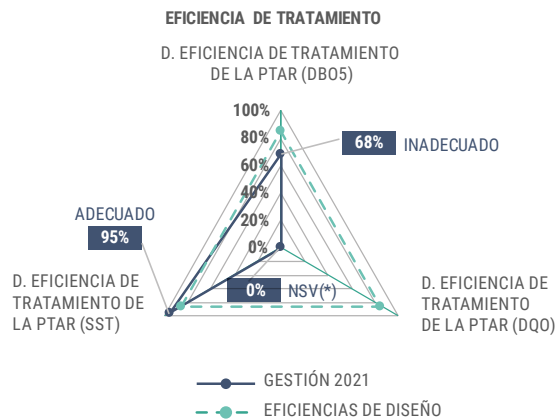 EFICIENCIA DE TRATAMIENTO
D. EFICIENCIA DE TRATAMIENTO
DE LA PTAR (DBO5)
100%
80%
60%
40%
20%
0%
68% INADECUADO
ADECUADO
95%
0% NSV(*)
D. EFICIENCIA DE
TRATAMIENTO DE
LA PTAR (SST)
D. EFICIENCIA DE
TRATAMIENTO
DE LA PTAR (DQO)
GESTIÓN 2021
EFICIENCIAS DE DISEÑO